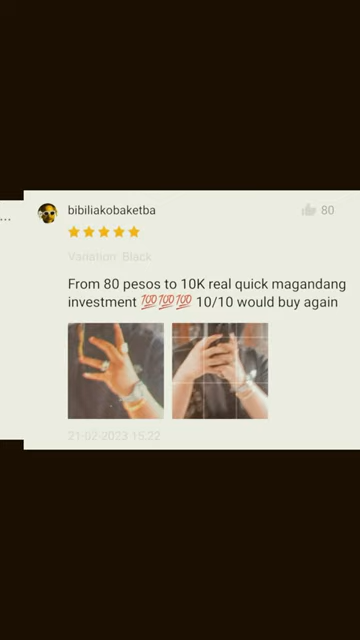 ...
bibiliakobaketba
80
Variation: Black
From 80 pesos to 10K real quick magandang
investment 💯💯💯 10/10 would buy again
21-02-2023 15:22